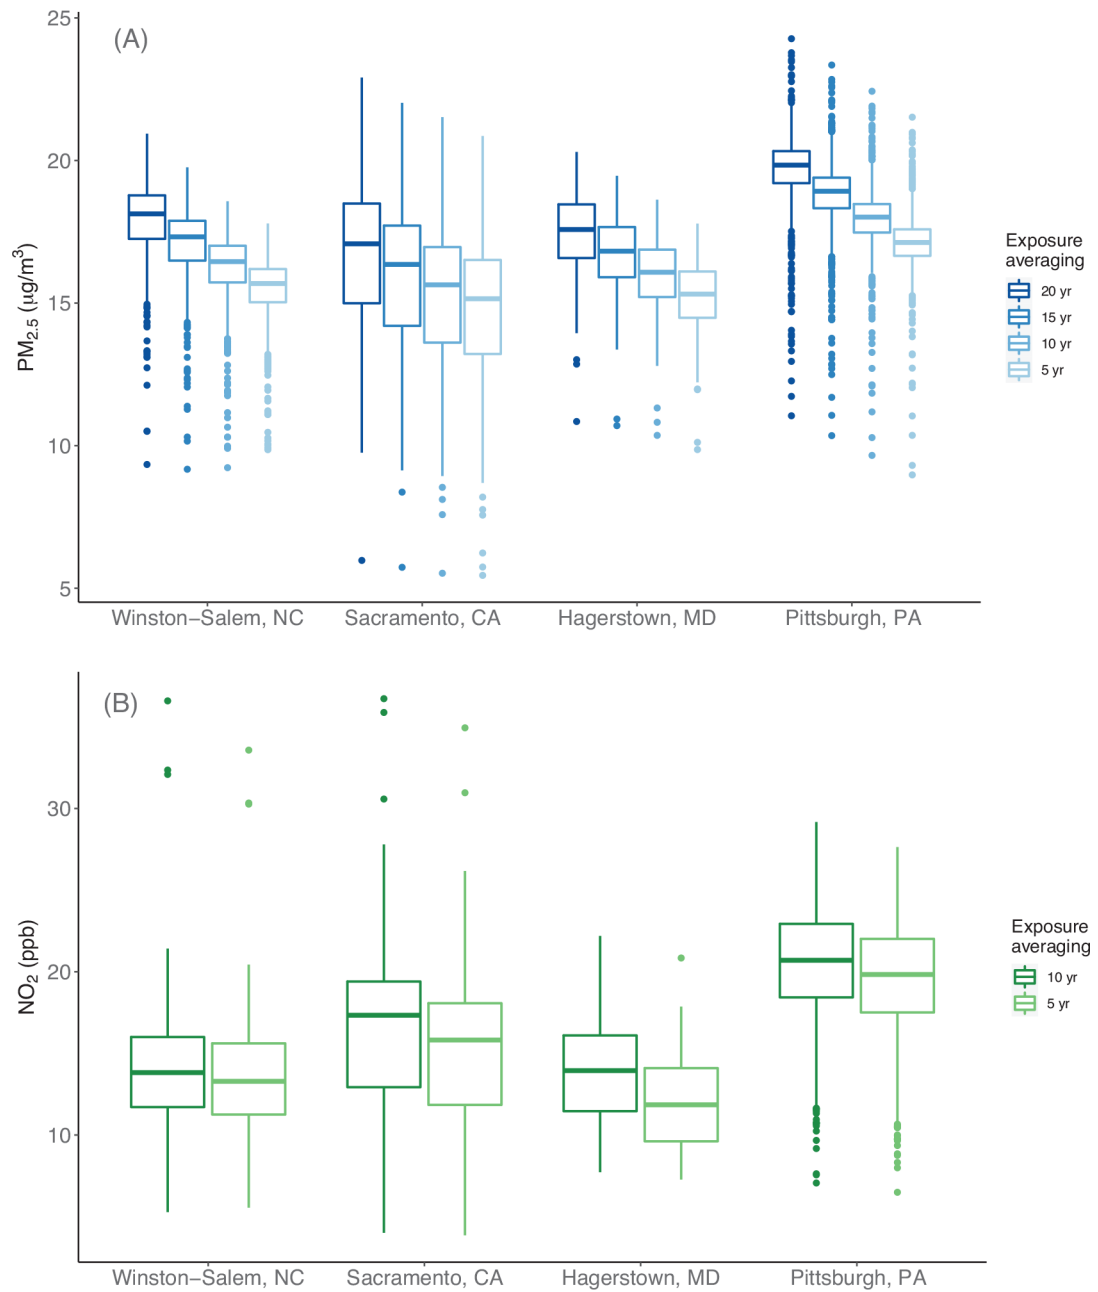 (A)
25
20
15
10
5
PM2.5 (µg/m3)
Winston−Salem, NC Sacramento, CA Hagerstown, MD Pittsburgh, PA
Exposure
averaging
20 yr
15 yr
10 yr
5 yr
(B)
30
20
10
NO2 (ppb)
Winston−Salem, NC Sacramento, CA Hagerstown, MD Pittsburgh, PA
Exposure
averaging
10 yr
5 yr